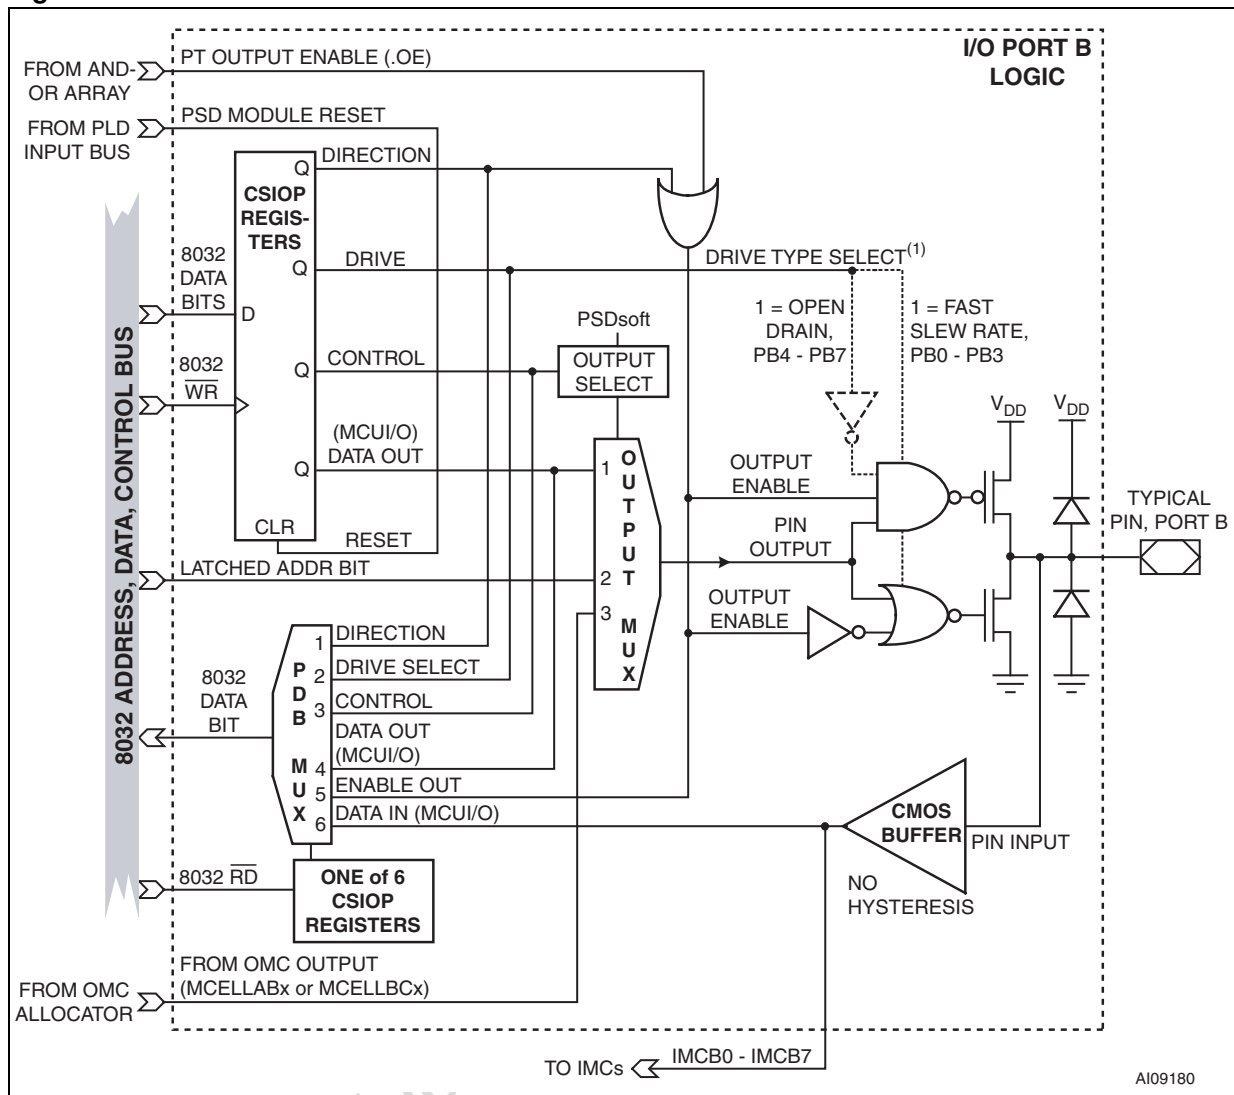 I/O PORT B
LOGIC
PT OUTPUT ENABLE (.OE)
FROM AND-
OR ARRAY
PSD MODULE RESET
FROM PLD
INPUT BUS
DIRECTION
Q
CSIOP
REGIS-
TERS
8032
DATA
BITS
D
Q
DRIVE
DRIVE TYPE SELECT(1)
1 = OPEN
DRAIN,
PB4 - PB7
1 = FAST
SLEW RATE,
PB0 - PB3
PSDsoft
OUTPUT
SELECT
8032
WR
Q
CONTROL
(MCUI/O)
DATA OUT
Q
CLR
RESET
8032 ADDRESS, DATA, CONTROL BUS
1
2
3
OUTPUT MUX
OUTPUT
ENABLE
PIN
OUTPUT
OUTPUT
ENABLE
VDD
VDD
TYPICAL
PIN, PORT B
LATCHED ADDR BIT
8032
DATA
BIT
PDB MUX
1 DIRECTION
2 DRIVE SELECT
3 CONTROL
DATA OUT
4 (MCUI/O)
5 ENABLE OUT
6 DATA IN (MCUI/O)
CMOS
BUFFER
PIN INPUT
NO
HYSTERESIS
8032 RD
ONE of 6
CSIOP
REGISTERS
FROM OMC OUTPUT
(MCELLABx or MCELLBCx)
FROM OMC
ALLOCATOR
TO IMCs
IMCB0 - IMCB7
AI09180